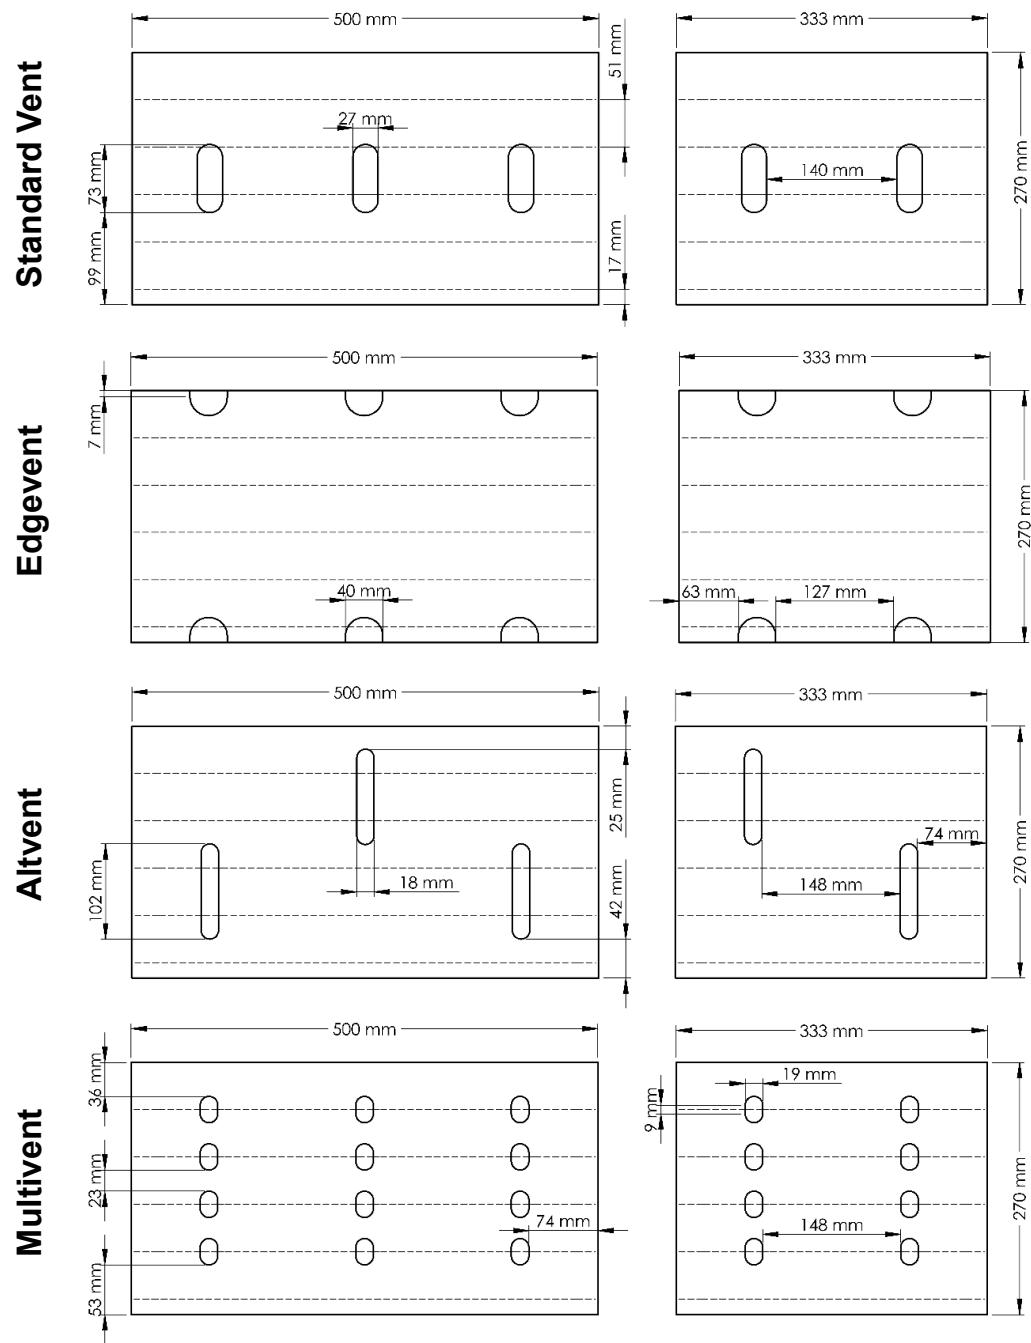 Standard Vent
500 mm
333 mm
51 mm
27 mm
73 mm
140 mm
270 mm
99 mm
17 mm
Edgevent
500 mm
333 mm
7 mm
270 mm
40 mm
63 mm
127 mm
Altvent
500 mm
333 mm
25 mm
74 mm
102 mm
18 mm
148 mm
42 mm
270 mm
Multivent
500 mm
333 mm
36 mm
19 mm
9 mm
23 mm
270 mm
74 mm
148 mm
53 mm